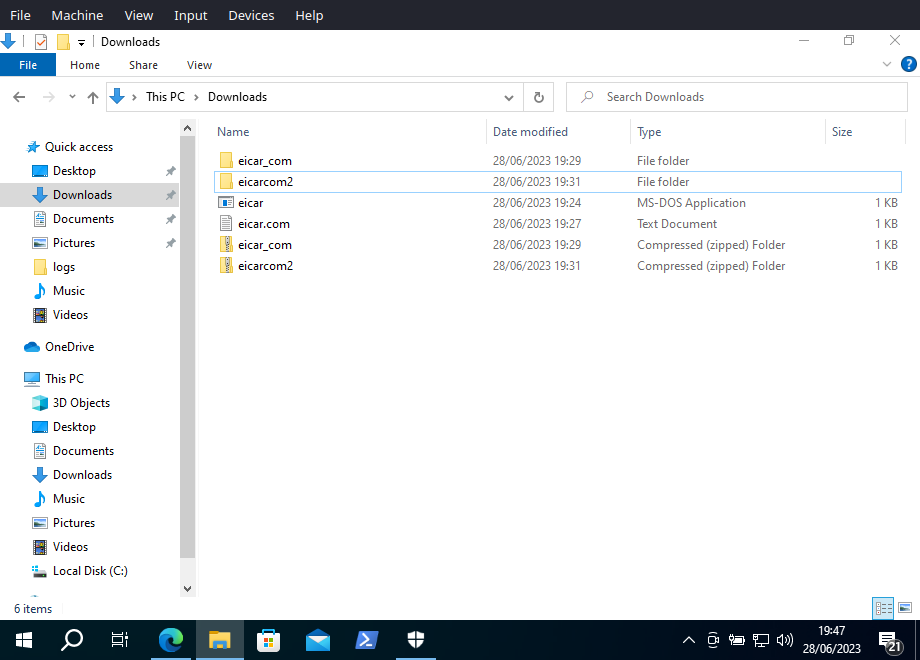 File Machine View Input Devices Help
Downloads
File Home Share View ?
This PC Downloads Search Downloads
Name Date modified Type Size
Quick access
Desktop
Downloads
Documents
Pictures
logs
Music
Videos
OneDrive
This PC
3D Objects
Desktop
Documents
Downloads
Music
Pictures
Videos
Local Disk (C:)
eicar_com 28/06/2023 19:29 File folder
eicarcom2 28/06/2023 19:31 File folder
eicar 28/06/2023 19:24 MS-DOS Application 1 KB
eicar.com 28/06/2023 19:27 Text Document 1 KB
eicar_com 28/06/2023 19:29 Compressed (zipped) Folder 1 KB
eicarcom2 28/06/2023 19:31 Compressed (zipped) Folder 1 KB
6 items
19:47
28/06/2023
21